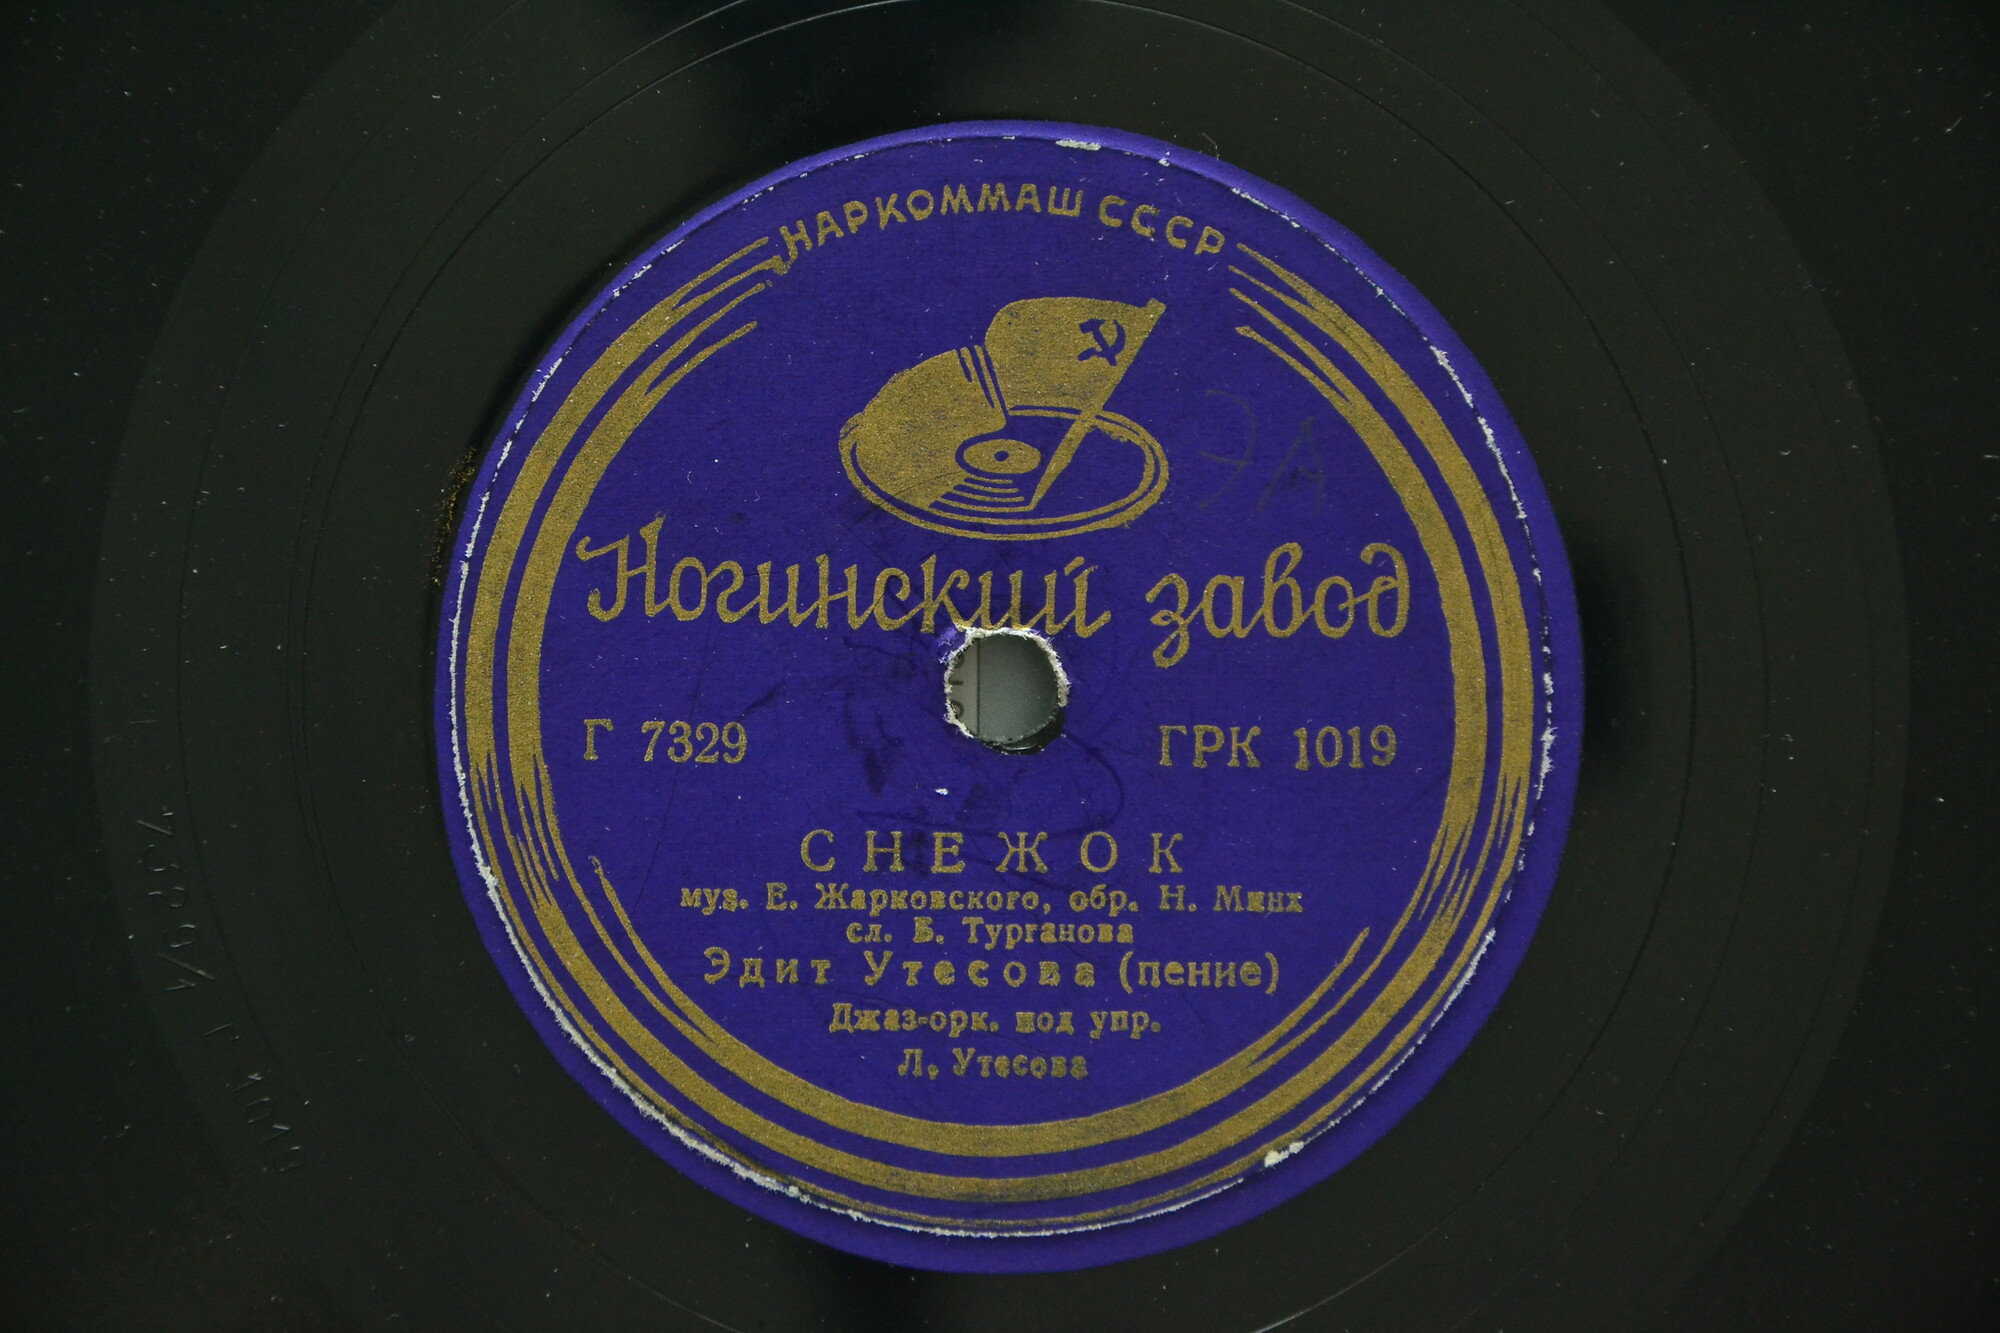 НАРКОММАШ СССР
ЭА
Ногинский завод
Г 7329
ГРК 1019
СНЕЖОК
муз. Е. Жарковского, обр. Н. Минх
сл. Б. Турганова
Эдит Утесова (пение)
Джаз-орк. под упр.
Л. Утесова